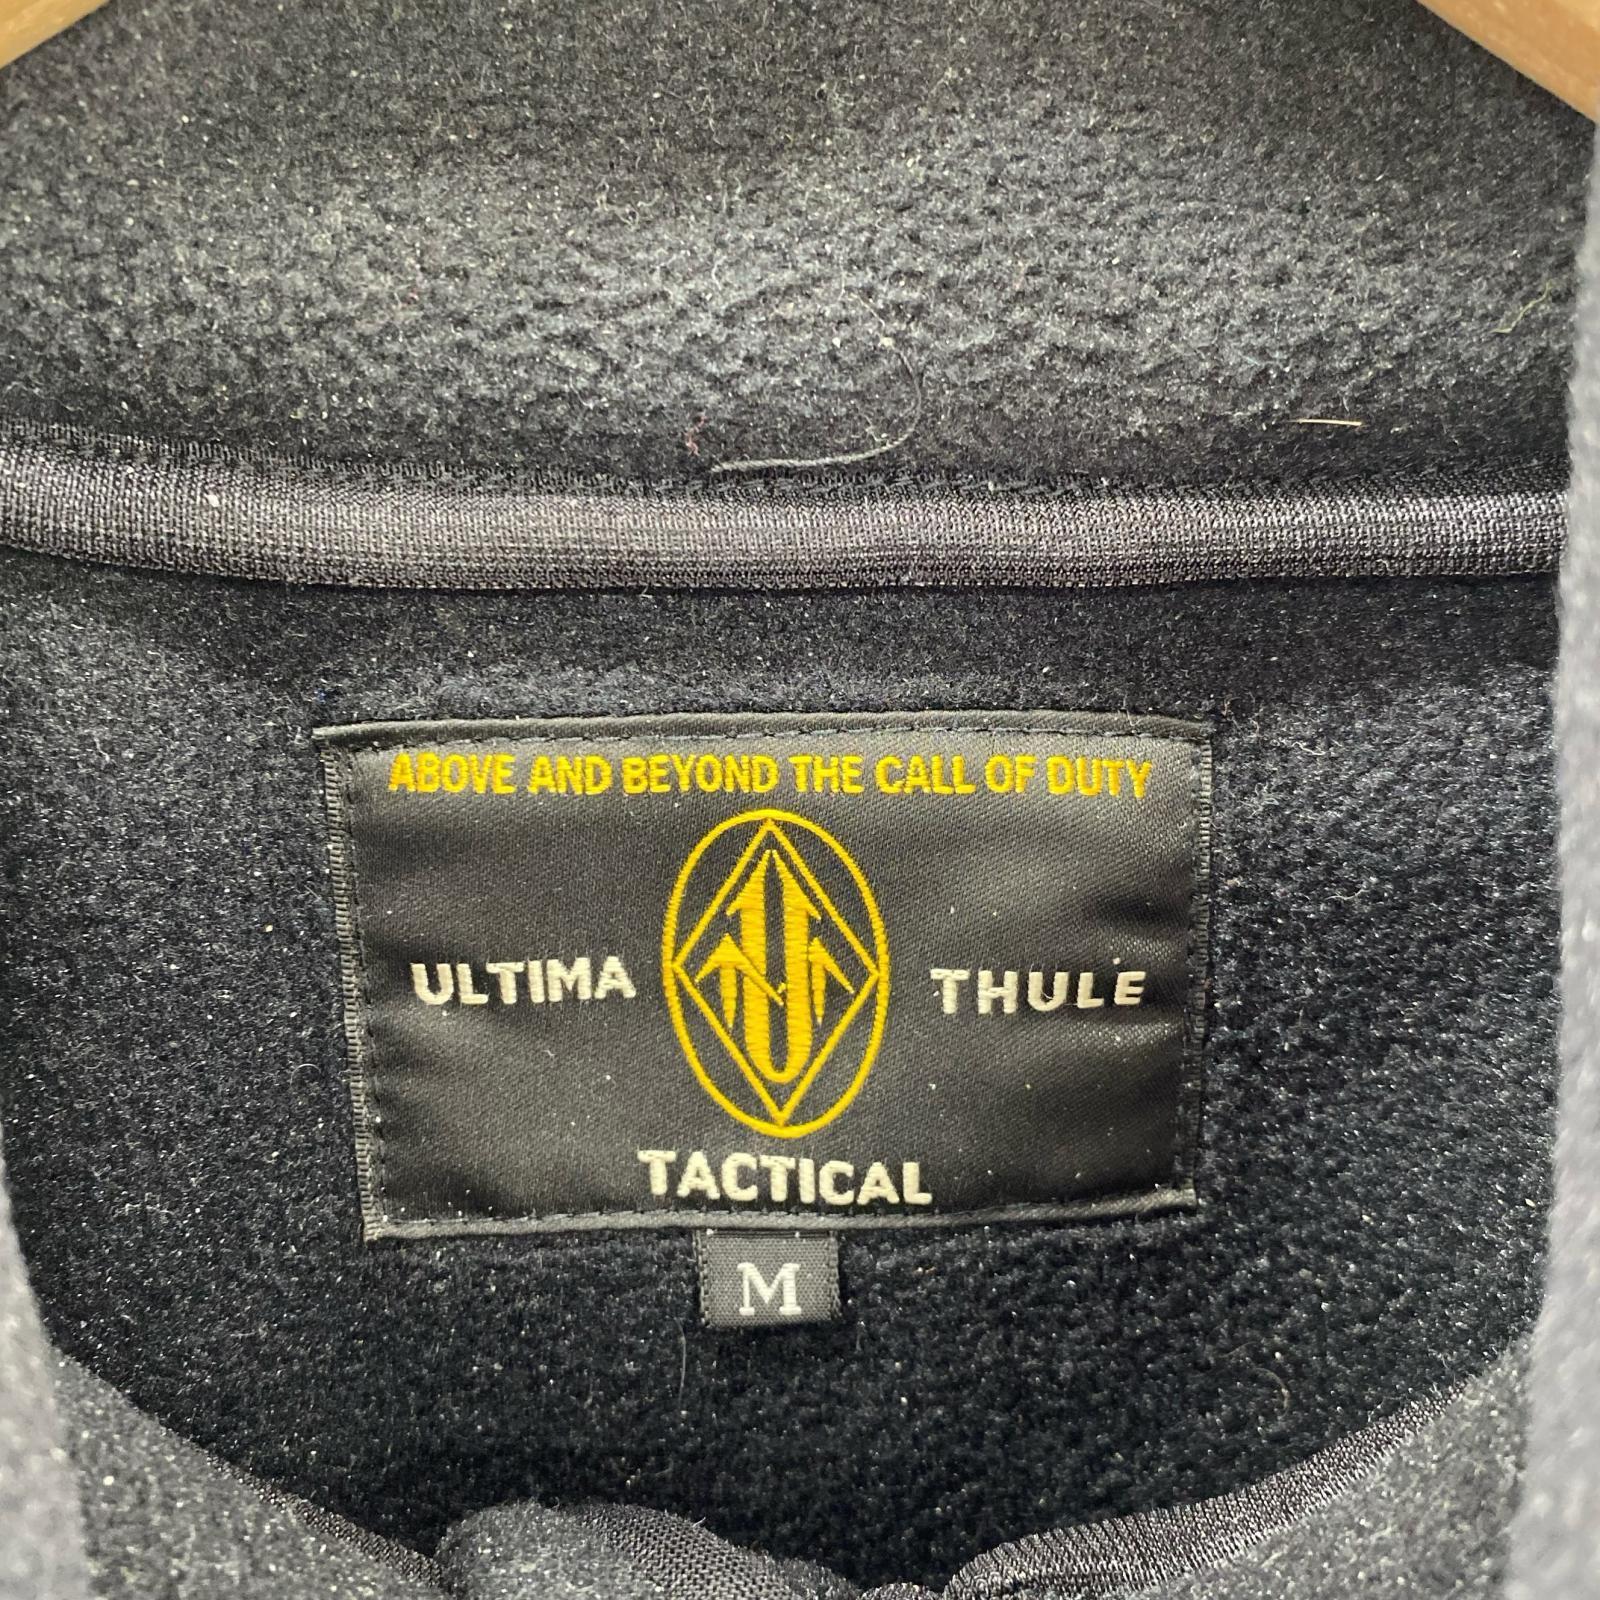 ABOVE AND BEYOND THE CALL OF DUTY
ULTIMA THULE
TACTICAL
M